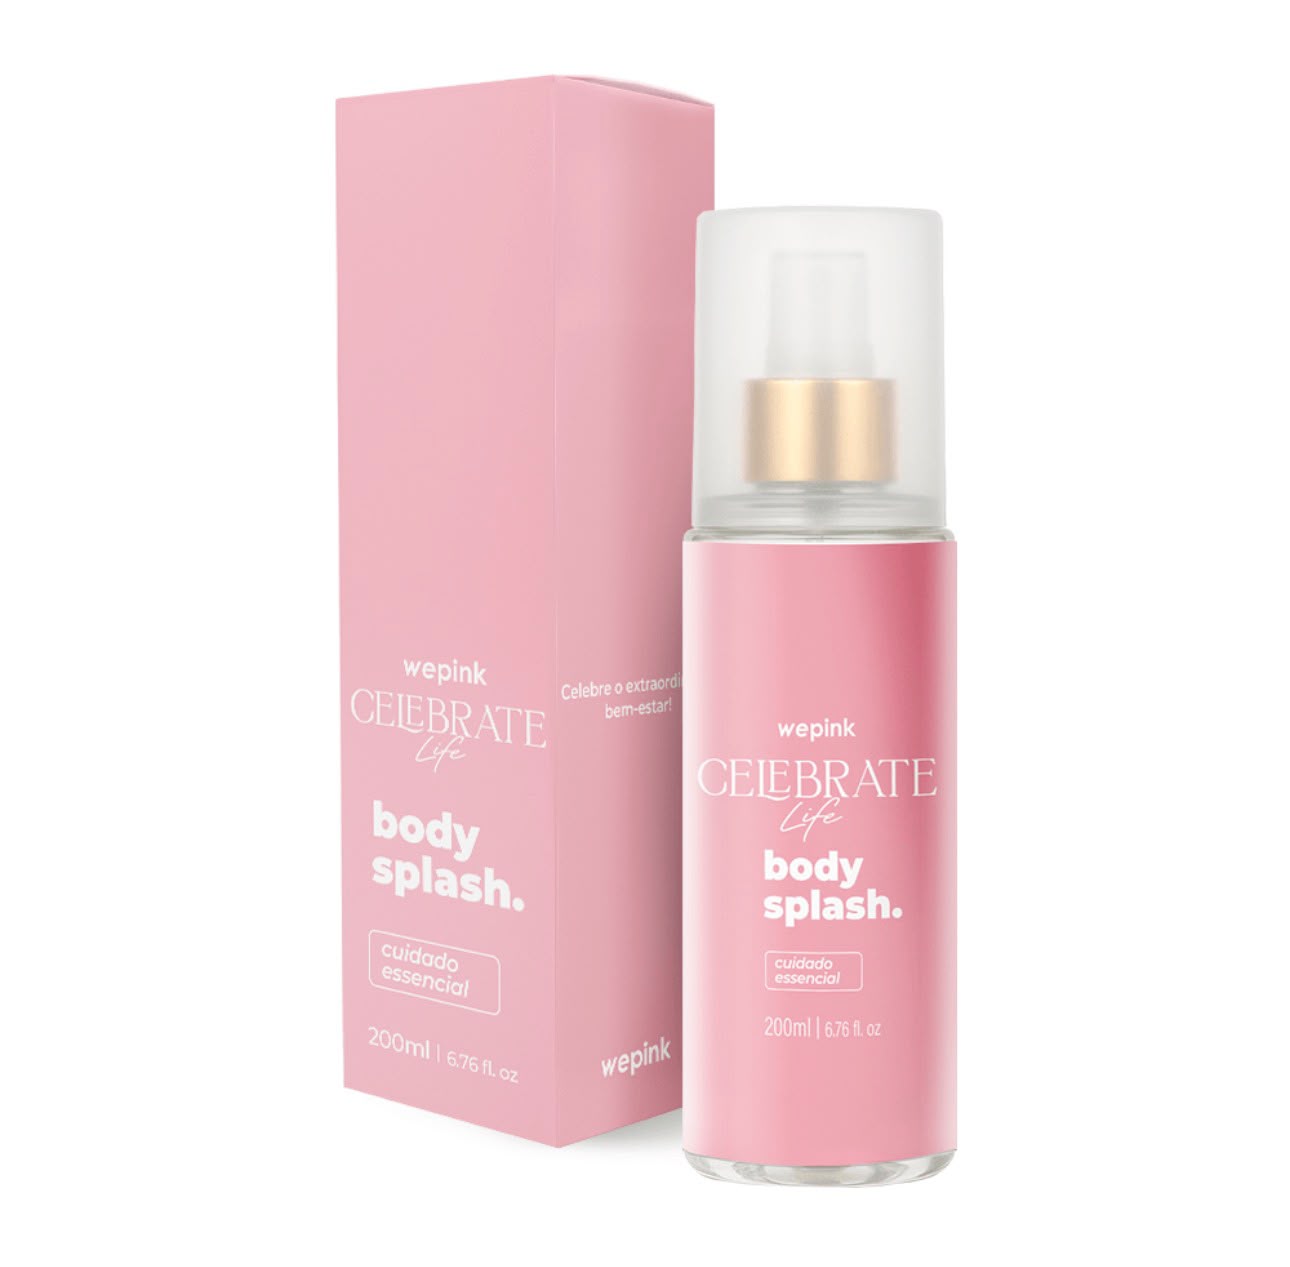 wepink
CELEBRATE
Life
body
splash.
cuidado
essencial
200ml | 6.76 fl. oz
Celebre o
bem-estar!
wepink
wepink
CELEBRATE
Life
body
splash.
cuidado
essencial
200ml | 6.76 fl. oz